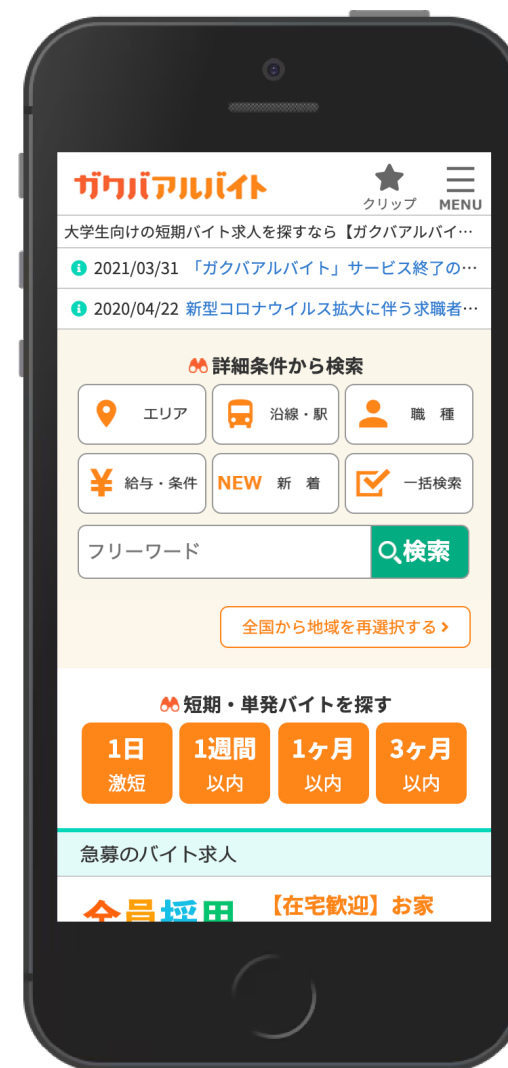 ガクバアルバイト
クリップ
MENU
大学生向けの短期バイト求人を探すなら【ガクバアルバイ…
2021/03/31 「ガクバアルバイト」サービス終了の…
2020/04/22 新型コロナウイルス拡大に伴う求職者…
詳細条件から検索
エリア
沿線・駅
職 種
給与・条件
NEW 新 着
一括検索
フリーワード
検索
全国から地域を再選択する
短期・単発バイトを探す
1日
激短
1週間
以内
1ヶ月
以内
3ヶ月
以内
急募のバイト求人
全員採用
【在宅歓迎】お家